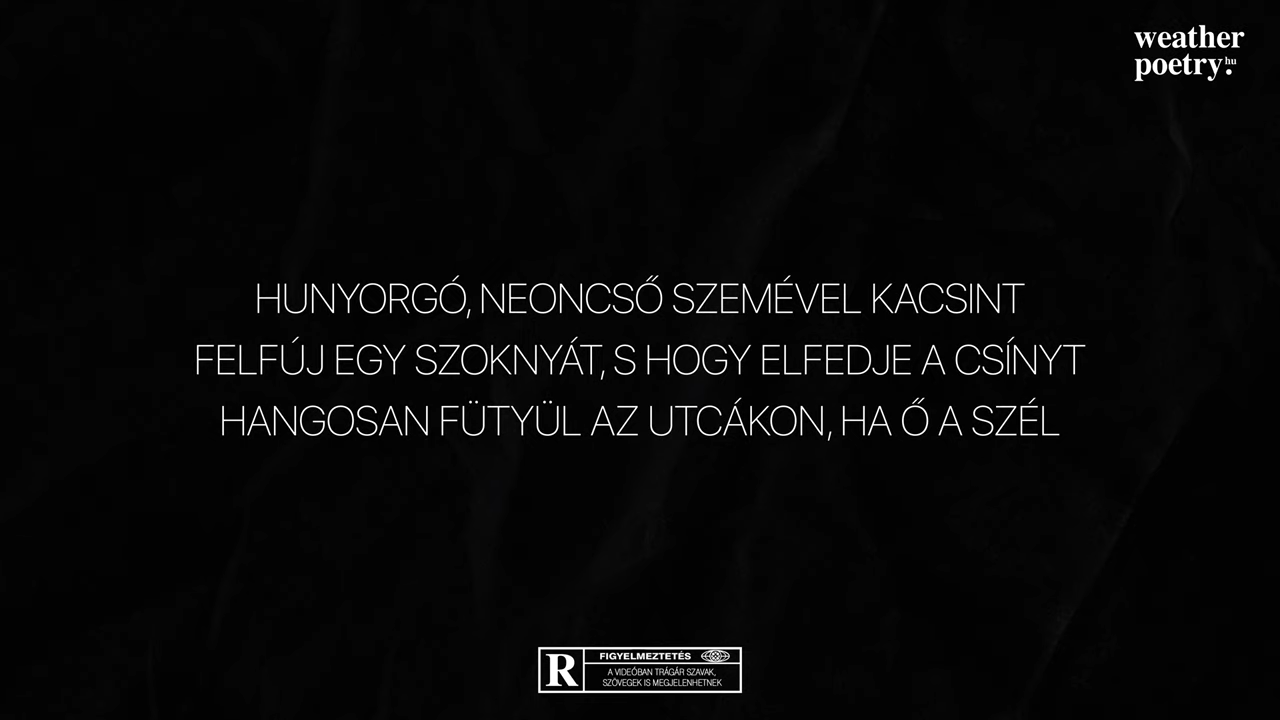 weather
poetry.hu
HUNYORGÓ, NEONCSŐ SZEMÉVEL KACSINT
FELFÚJ EGY SZOKNYÁT, S HOGY ELFEDJE A CSÍNYT
HANGOSAN FÜTYÜL AZ UTCÁKON, HA Ő A SZÉL
R
FIGYELMEZTETÉS
A VIDEÓBAN TRÁGÁR SZAVAK,
SZÖVEGEK IS MEGJELENHETNEK